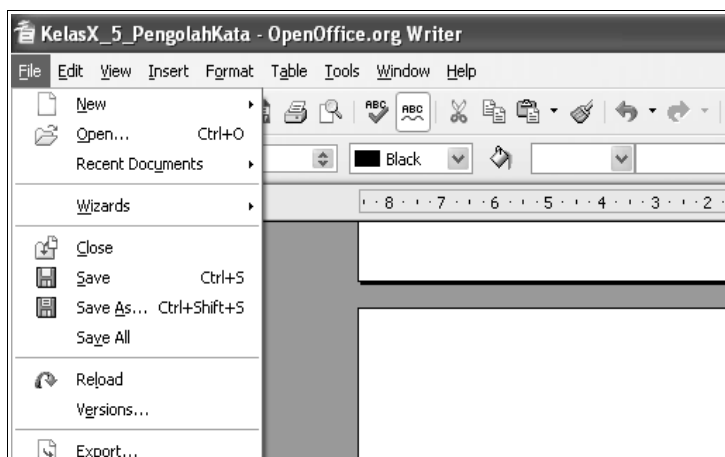 KelasX_5_PengolahKata - OpenOffice.org Writer
File Edit View Insert Format Table Tools Window Help
New
Open... Ctrl+O
Recent Documents
Wizards
Close
Save Ctrl+S
Save As... Ctrl+Shift+S
Save All
Reload
Versions...
Export...
ABC ABC
Black
8 7 6 5 4 3 2